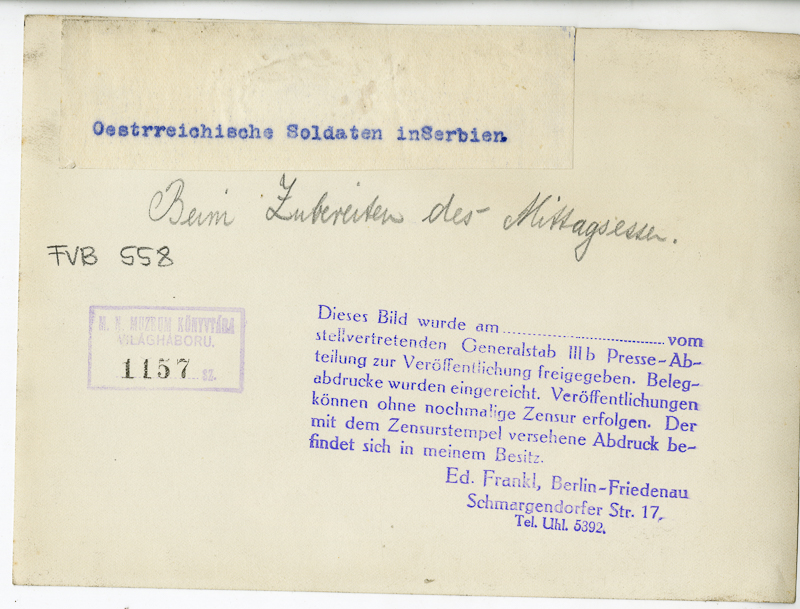 Oestrreichische Soldaten inSerbien.
Beim Zubereiten des Mittagsessen.
FVB 558
M. N. MUZEUM KÖNYVTÁRA
VILÁGHÁBORU.
1157 sz.
Dieses Bild wurde am ........................ vom
stellvertretenden Generalstab IIIb Presse-Ab-
teilung zur Veröffentlichung freigegeben. Beleg-
abdrucke wurden eingereicht. Veröffentlichungen
können ohne nochmalige Zensur erfolgen. Der
mit dem Zensurstempel versehene Abdruck be-
findet sich in meinem Besitz.
Ed. Frankl, Berlin-Friedenau
Schmargendorfer Str. 17,
Tel. Uhl. 5392.